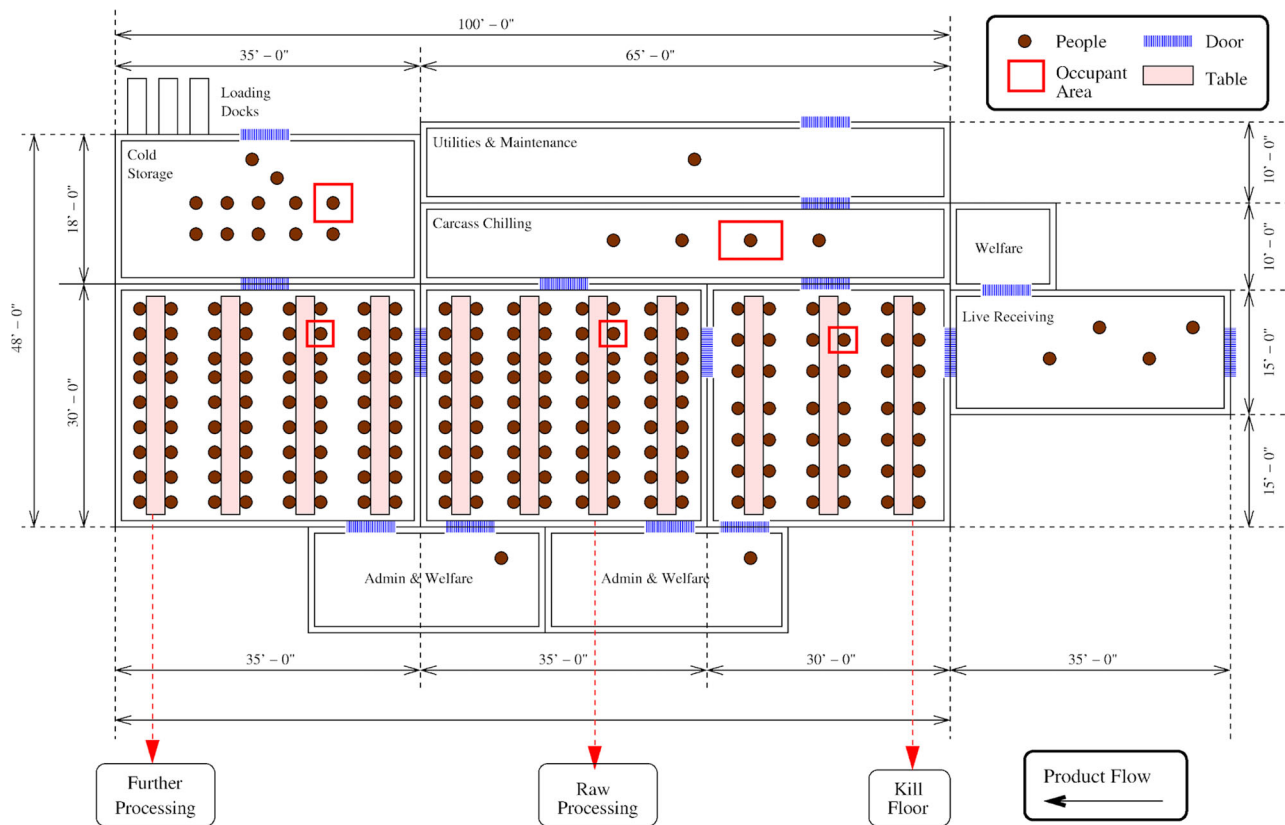 100' – 0"
35' – 0"
65' – 0"
People
Door
Occupant
Area
Table
Loading
Docks
Cold
Storage
Utilities & Maintenance
10' – 0"
18' – 0"
Carcass Chilling
Welfare
10' – 0"
48' – 0"
Live Receiving
15' – 0"
30' – 0"
15' – 0"
Admin & Welfare
Admin & Welfare
35' – 0"
35' – 0"
30' – 0"
35' – 0"
Further
Processing
Raw
Processing
Kill
Floor
Product Flow